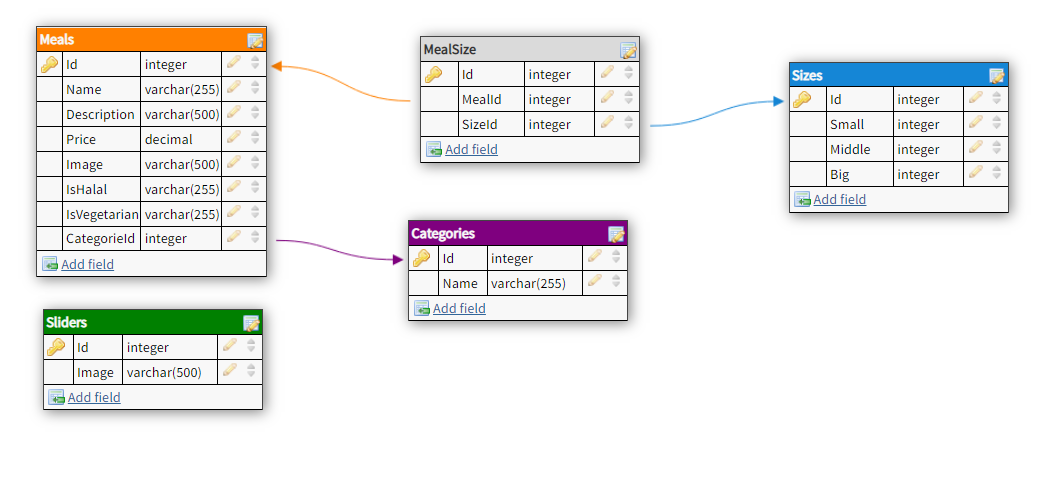 Meals
Id integer
Name varchar(255)
Description varchar(500)
Price decimal
Image varchar(500)
IsHalal varchar(255)
IsVegetarian varchar(255)
CategorieId integer
Add field
MealSize
Id integer
MealId integer
SizeId integer
Add field
Sizes
Id integer
Small integer
Middle integer
Big integer
Add field
Categories
Id integer
Name varchar(255)
Add field
Sliders
Id integer
Image varchar(500)
Add field